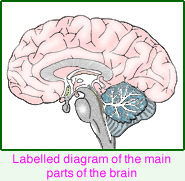 Labelled diagram of the main
parts of the brain